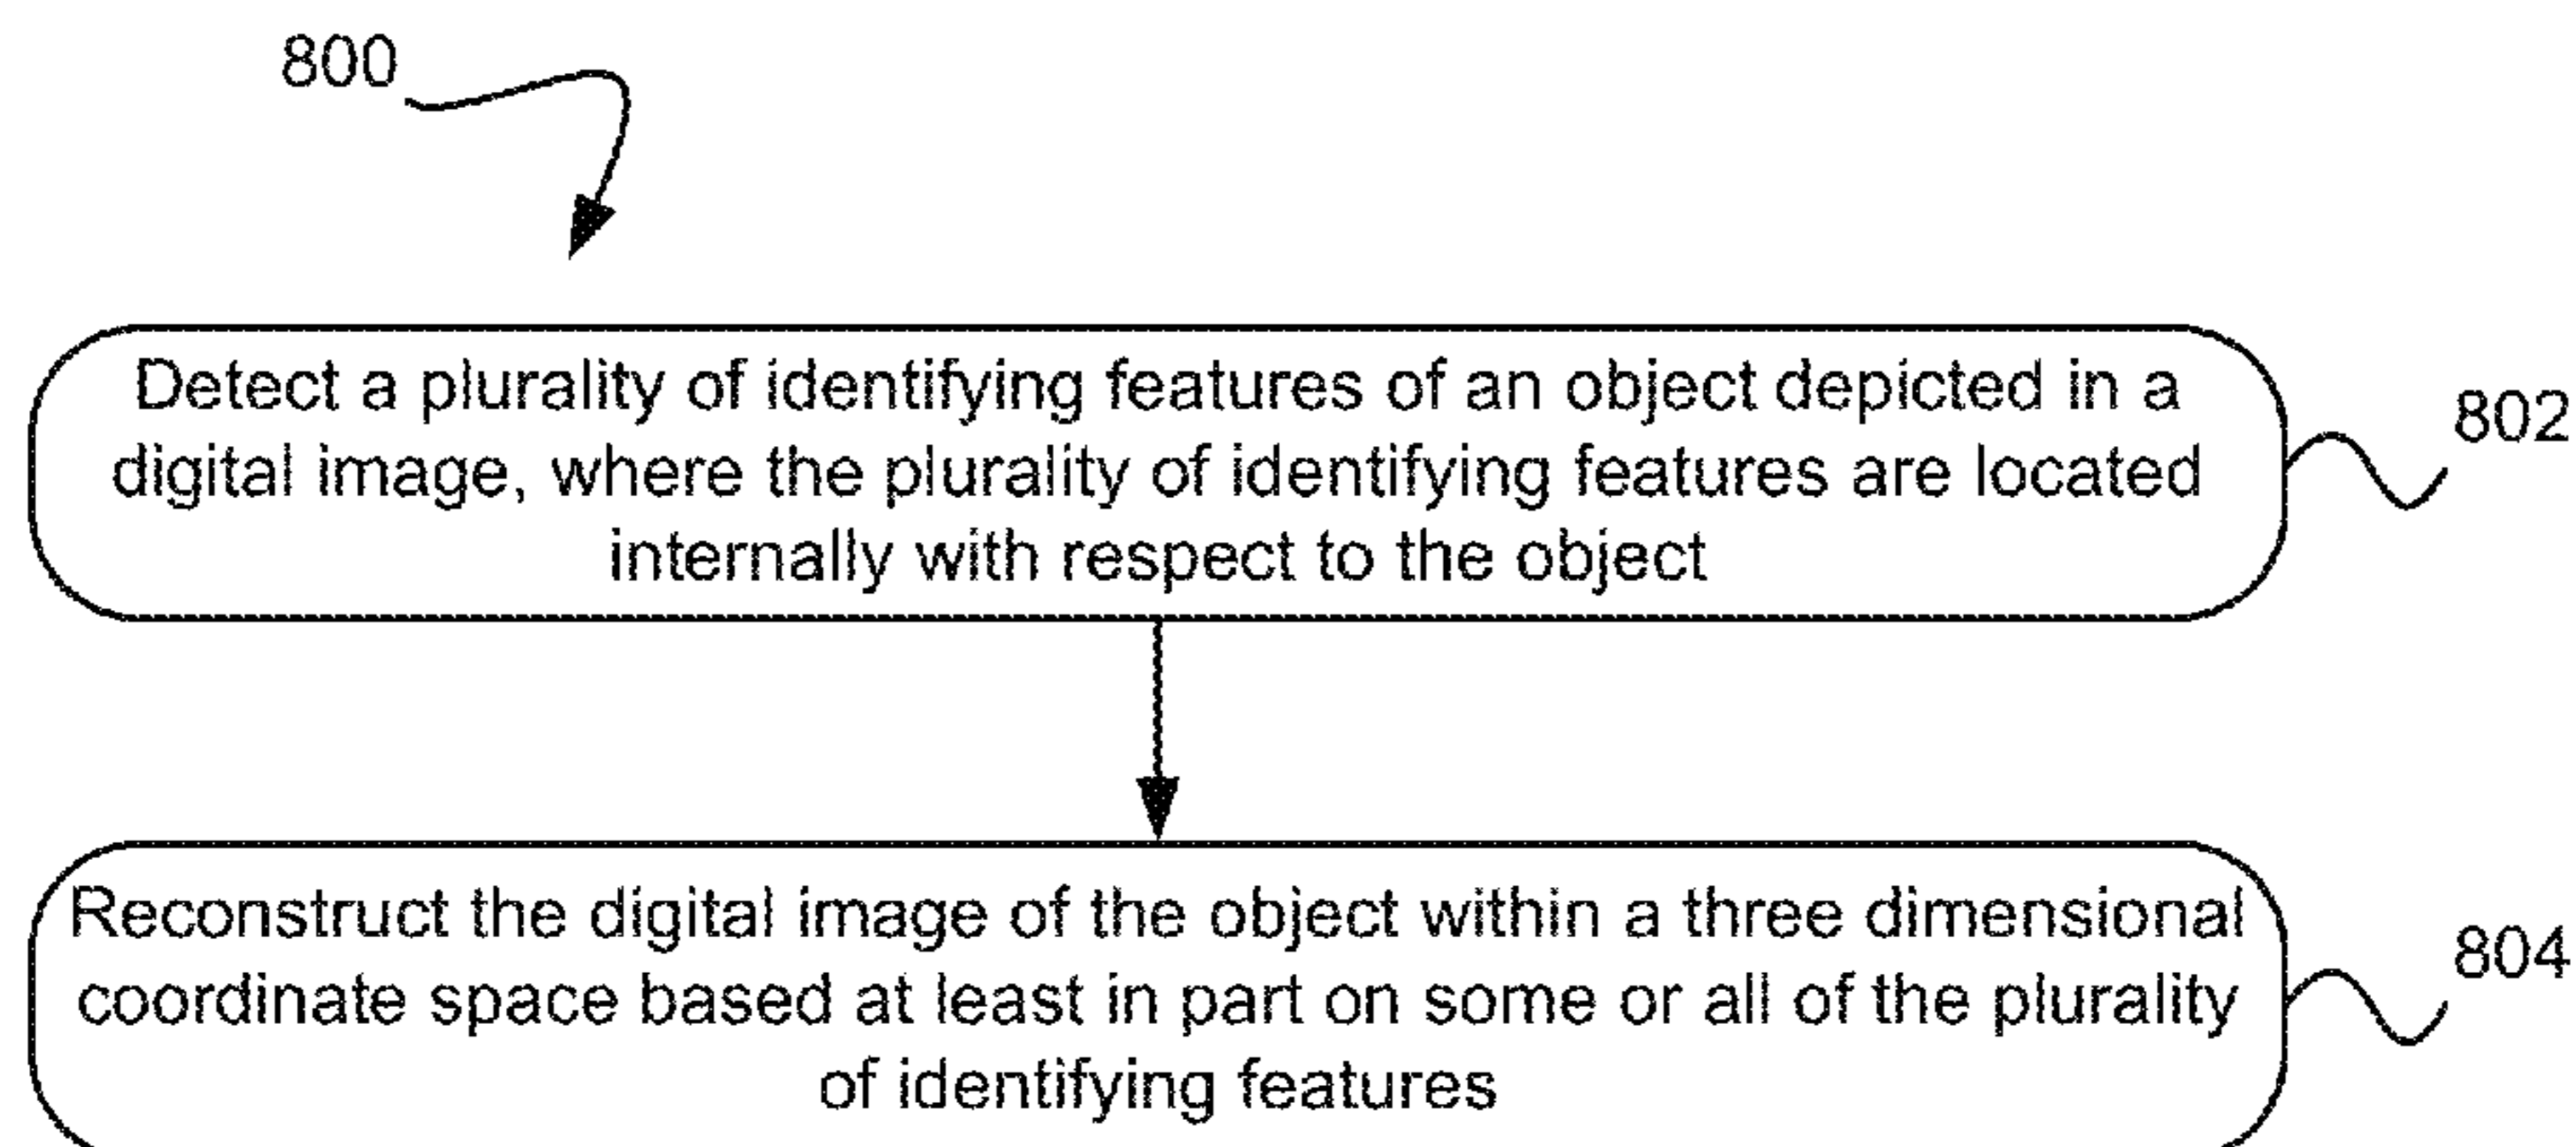 800
Detect a plurality of identifying features of an object depicted in a
digital image, where the plurality of identifying features are located
internally with respect to the object
802
Reconstruct the digital image of the object within a three dimensional
coordinate space based at least in part on some or all of the plurality
of identifying features
804